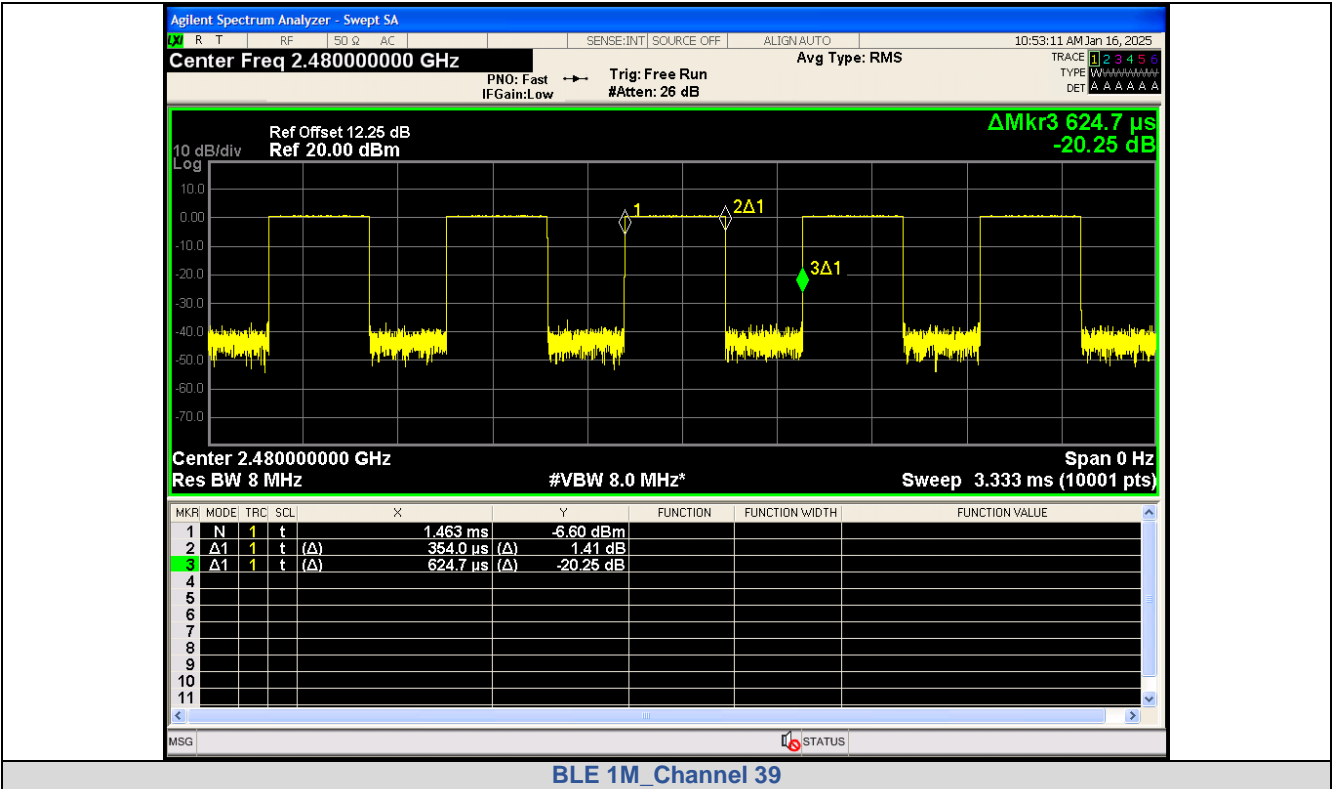 Agilent Spectrum Analyzer - Swept SA
LXI R T RF 50 Ω AC SENSE:INT SOURCE OFF ALIGN AUTO 10:53:11 AM Jan 16, 2025
Center Freq 2.480000000 GHz Avg Type: RMS TRACE 1 2 3 4 5 6
PNO: Fast Trig: Free Run TYPE WWWWWW
IFGain:Low #Atten: 26 dB DET A A A A A A
ΔMkr3 624.7 µs
Ref Offset 12.25 dB
10 dB/div Ref 20.00 dBm -20.25 dB
Log
10.0
1 2Δ1
0.00
-10.0
3Δ1
-20.0
-30.0
-40.0
-50.0
-60.0
-70.0
Center 2.480000000 GHz Span 0 Hz
Res BW 8 MHz #VBW 8.0 MHz* Sweep 3.333 ms (10001 pts)
MKR MODE TRC SCL X Y FUNCTION FUNCTION WIDTH FUNCTION VALUE
1 N 1 t 1.463 ms -6.60 dBm
2 Δ1 1 t (Δ) 354.0 µs (Δ) 1.41 dB
3 Δ1 1 t (Δ) 624.7 µs (Δ) -20.25 dB
4
5
6
7
8
9
10
11
MSG STATUS
BLE 1M_Channel 39